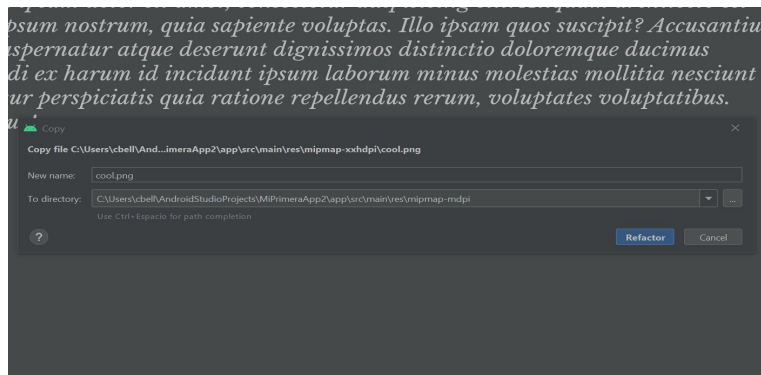 psum nostrum, quia sapiente voluptas. Illo ipsam quos suscipit? Accusantiu
aspernatur atque deserunt dignissimos distinctio doloremque ducimus
di ex harum id incidunt ipsum laborum minus molestias mollitia nesciunt
ur perspiciatis quia ratione repellendus rerum, voluptates voluptatibus.
Copy
Copy file C:\Users\cbell\And...imeraApp2\app\src\main\res\mipmap-xxhdpi\cool.png
New name: cool.png
To directory: C:\Users\cbell\AndroidStudioProjects\MiPrimeraApp2\app\src\main\res\mipmap-mdpi ...
Use Ctrl+Espacio for path completion
? Refactor Cancel